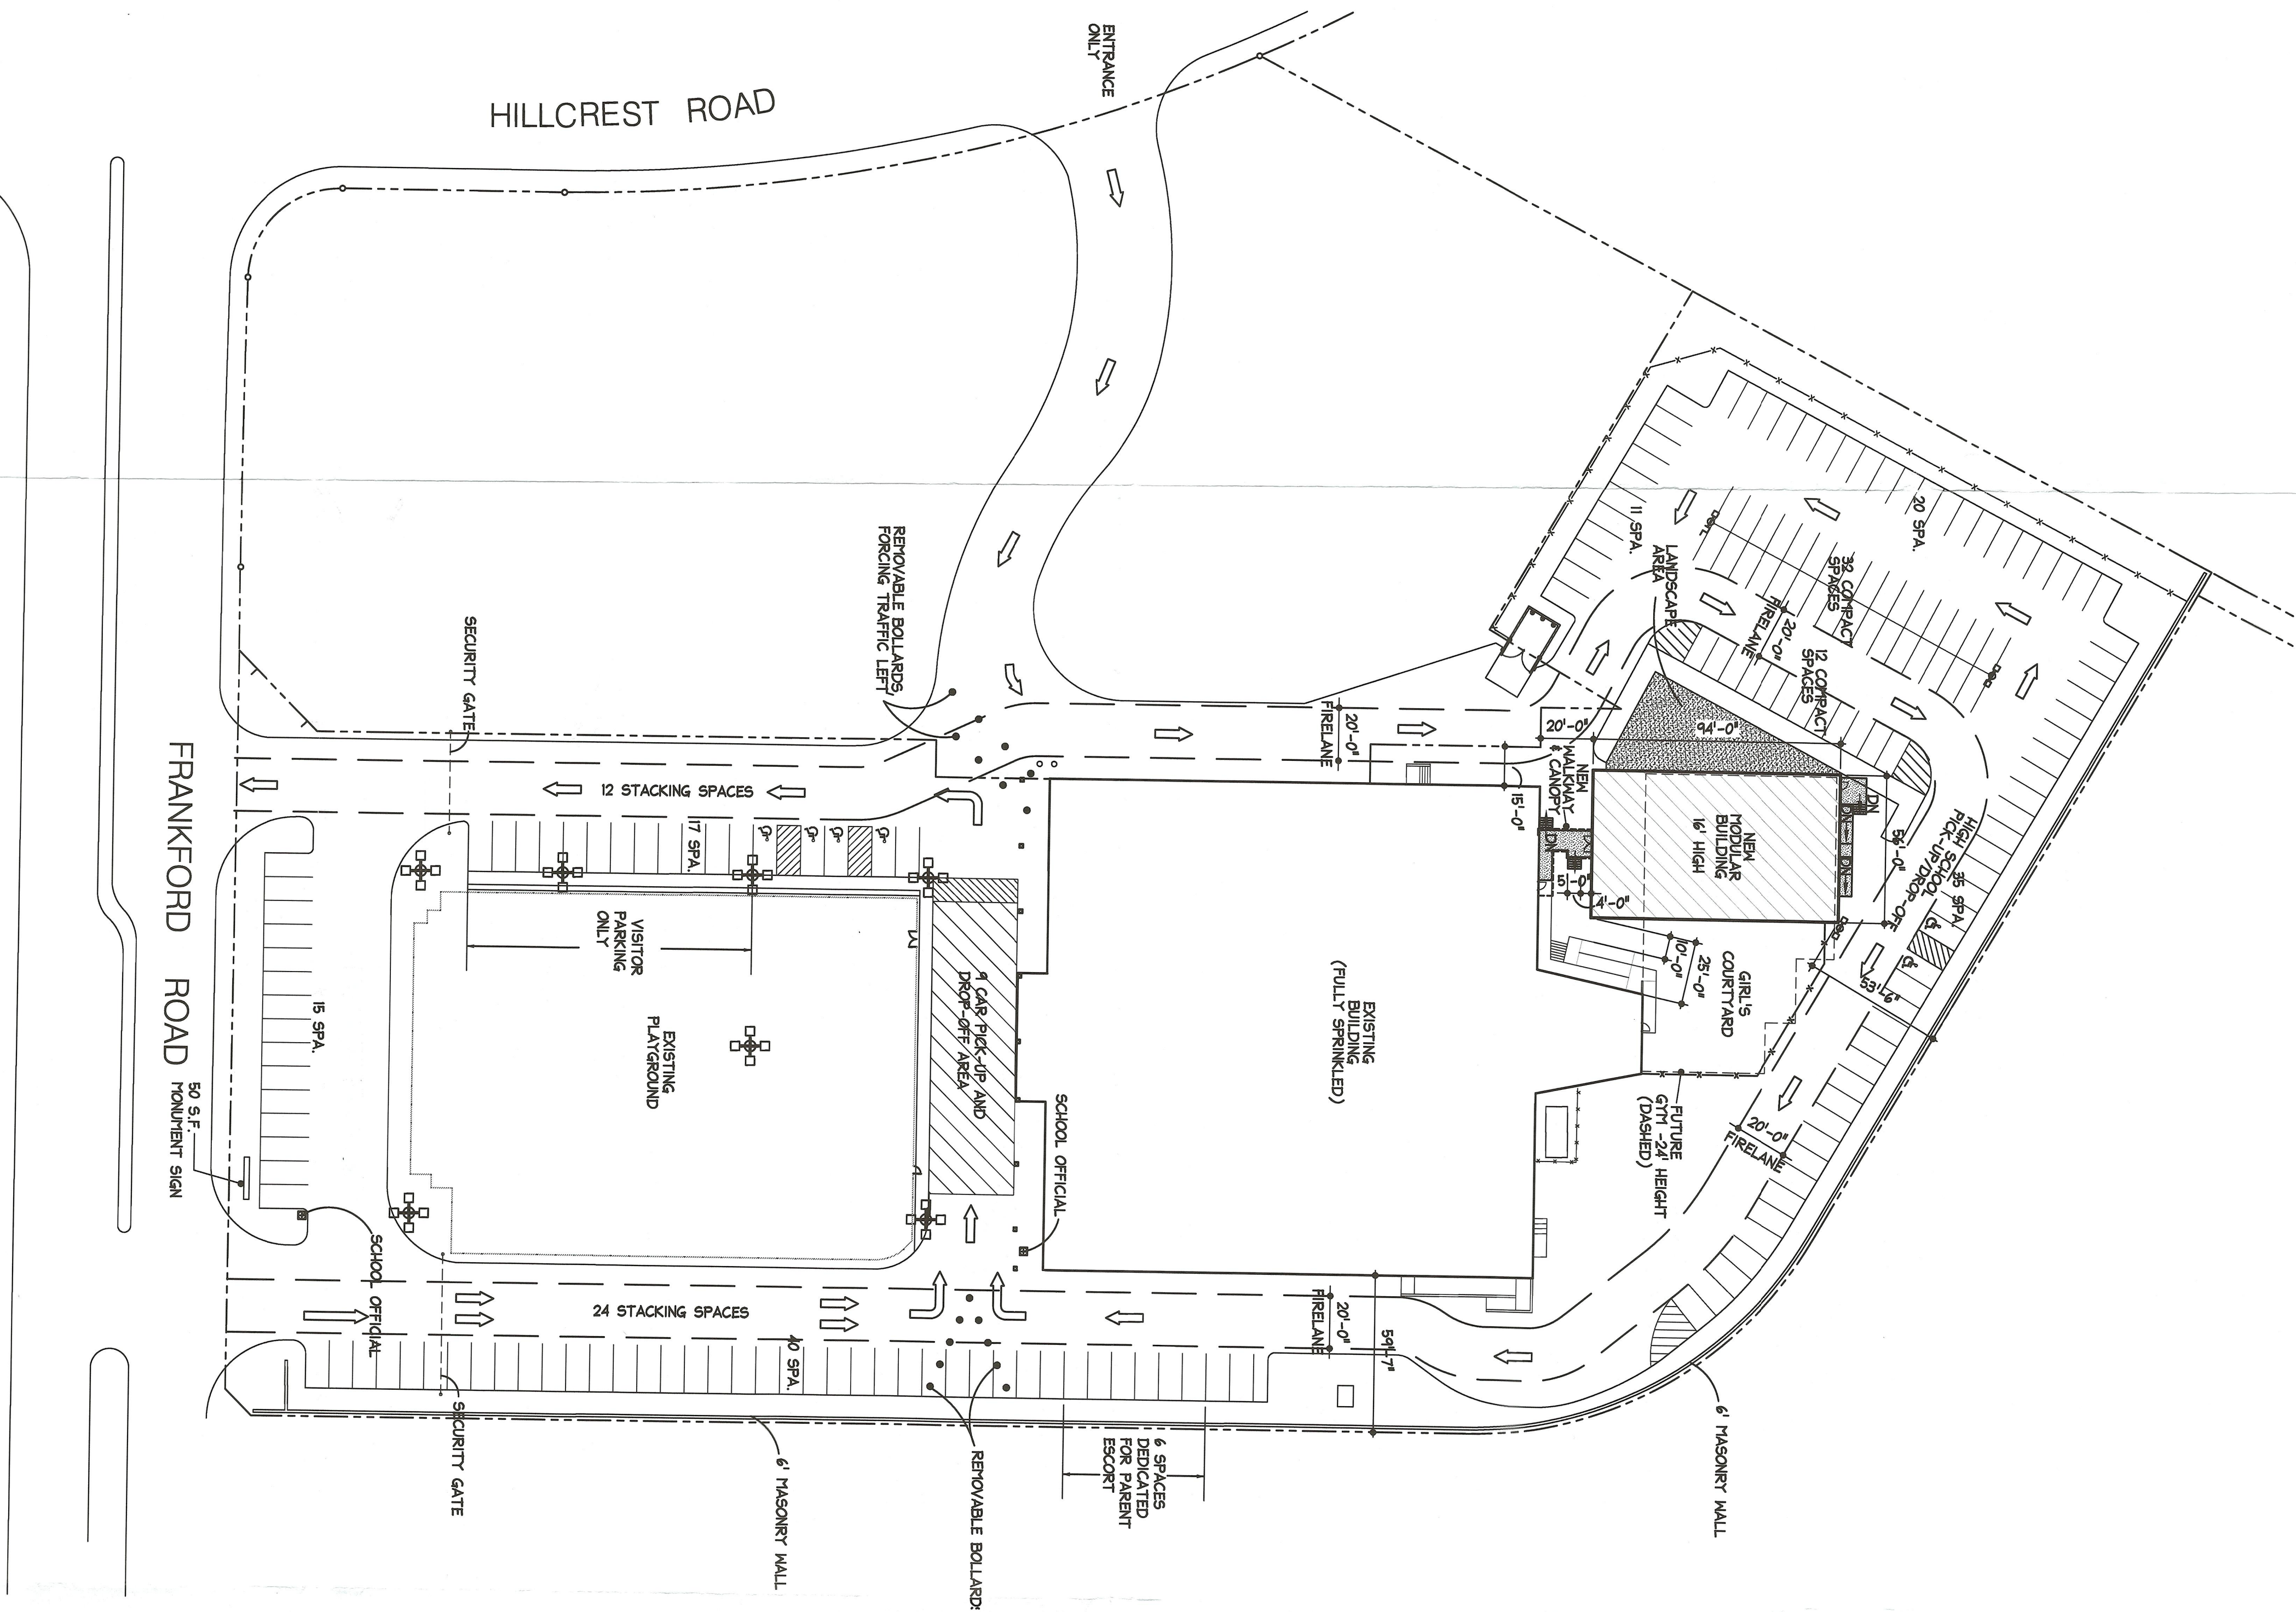 HILLCREST ROAD
ENTRANCE
ONLY
FRANKFORD ROAD
REMOVABLE BOLLARDS
FORCING TRAFFIC LEFT
SECURITY GATE
12 STACKING SPACES
17 SPA.
VISITOR
PARKING
ONLY
15 SPA.
50 S.F.
MONUMENT SIGN
SCHOOL OFFICIAL
EXISTING
PLAYGROUND
9 CAR PICK-UP AND
DROP-OFF AREA
SCHOOL OFFICIAL
24 STACKING SPACES
40 SPA.
SECURITY GATE
6' MASONRY WALL
REMOVABLE BOLLARDS
6 SPACES
DEDICATED
FOR PARENT
ESCORT
20'-0"
FIRELANE
59'-7"
6' MASONRY WALL
EXISTING
BUILDING
(FULLY SPRINKLED)
20'-0"
FIRELANE
15'-0"
20'-0"
NEW
WALKWAY
& CANOPY
DN
5'-0"
4'-0"
NEW
MODULAR
BUILDING
16' HIGH
94'-0"
56'-0"
DN
DN
DN
10'-0"
25'-0"
GIRL'S
COURTYARD
FUTURE
GYM -24' HEIGHT
(DASHED)
20'-0"
FIRELANE
53'-6"
35 SPA.
HIGH SCHOOL
PICK-UP/DROP-OFF
LANDSCAPE
AREA
11 SPA.
20 SPA.
32 COMPACT
SPACES
20'-0"
FIRELANE
12 COMPACT
SPACES